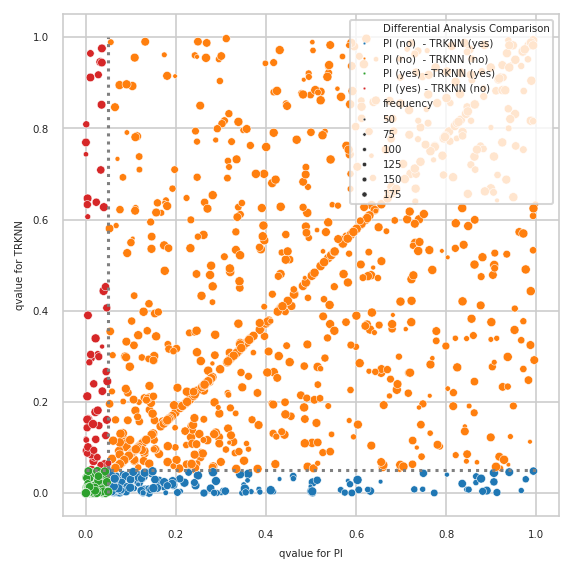 Differential Analysis Comparison
PI (no)  - TRKNN (yes)
PI (no)  - TRKNN (no)
PI (yes) - TRKNN (yes)
PI (yes) - TRKNN (no)
frequency
50
75
100
125
150
175
1.0
0.8
0.6
0.4
0.2
0.0
qvalue for TRKNN
0.0 0.2 0.4 0.6 0.8 1.0
qvalue for PI